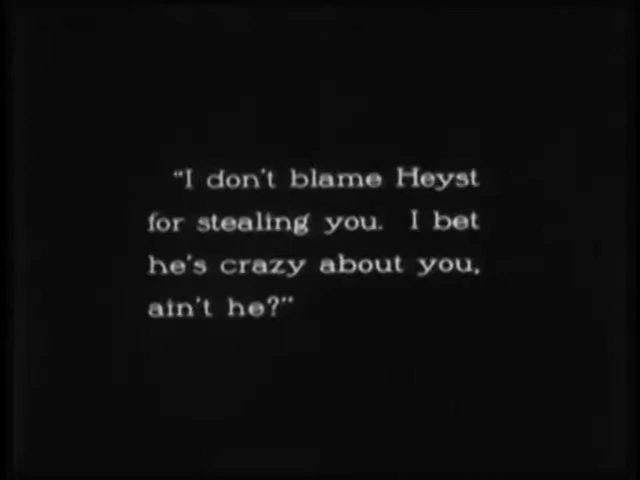 "I don't blame Heyst
for stealing you. I bet
he's crazy about you,
ain't he?"